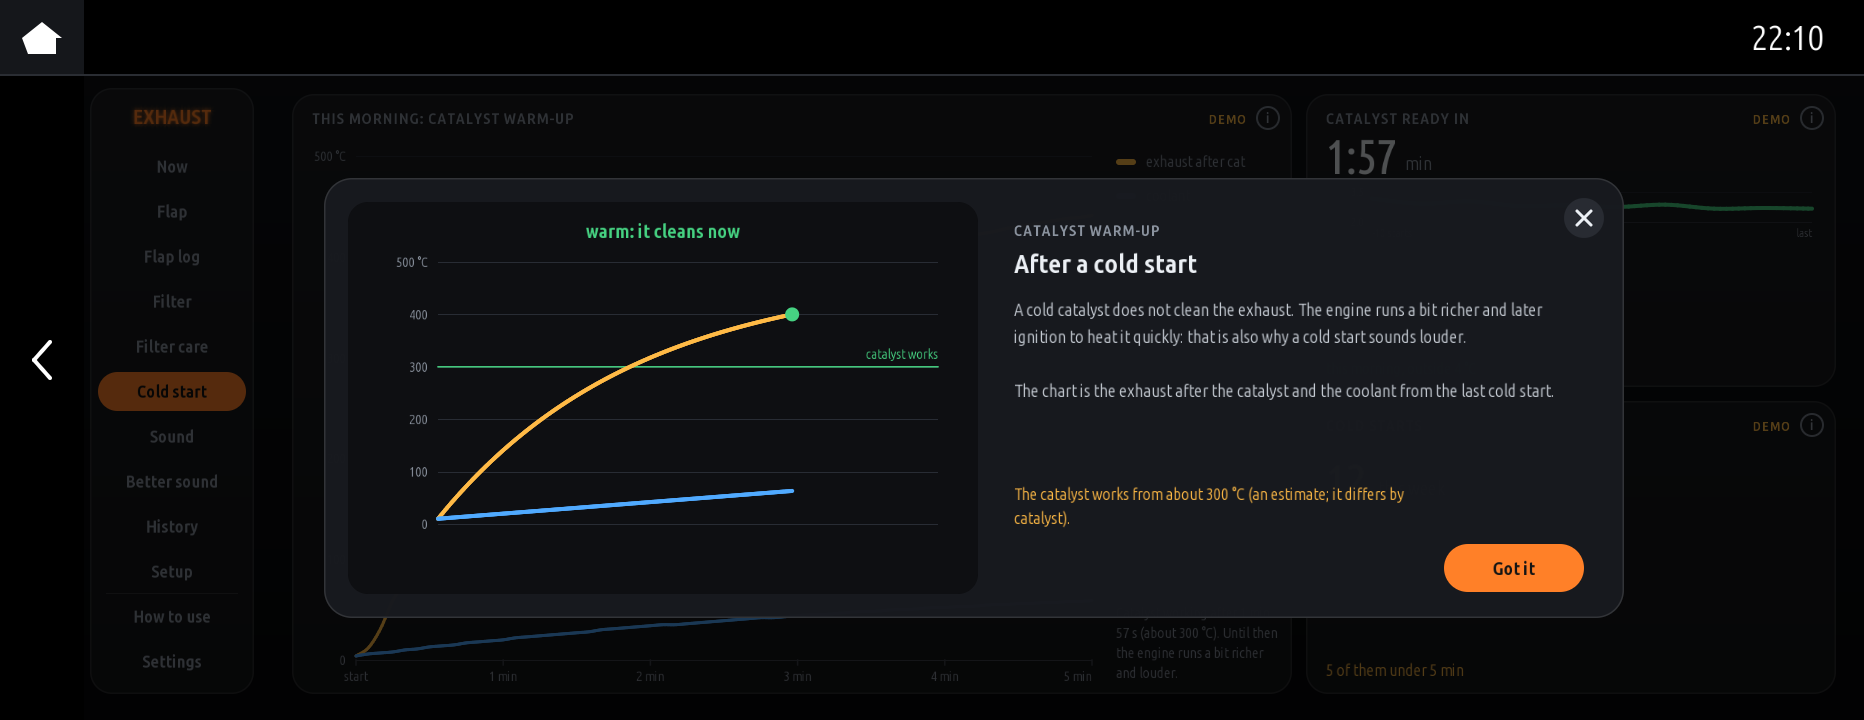 22:10
EXHAUST
Now
Flap
Flap log
Filter
Filter care
Cold start
Sound
Better sound
History
Setup
How to use
Settings
THIS MORNING: CATALYST WARM-UP
DEMO
i
500 °C
exhaust after cat
CATALYST READY IN
DEMO
i
1:57 min
last
warm: it cleans now
500 °C
400
300
200
100
0
catalyst works
CATALYST WARM-UP
After a cold start
A cold catalyst does not clean the exhaust. The engine runs a bit richer and later
ignition to heat it quickly: that is also why a cold start sounds louder.
The chart is the exhaust after the catalyst and the coolant from the last cold start.
The catalyst works from about 300 °C (an estimate; it differs by
catalyst).
Got it
DEMO
i
0
start
1 min
2 min
3 min
4 min
5 min
57 s (about 300 °C). Until then
the engine runs a bit richer
and louder.
5 of them under 5 min